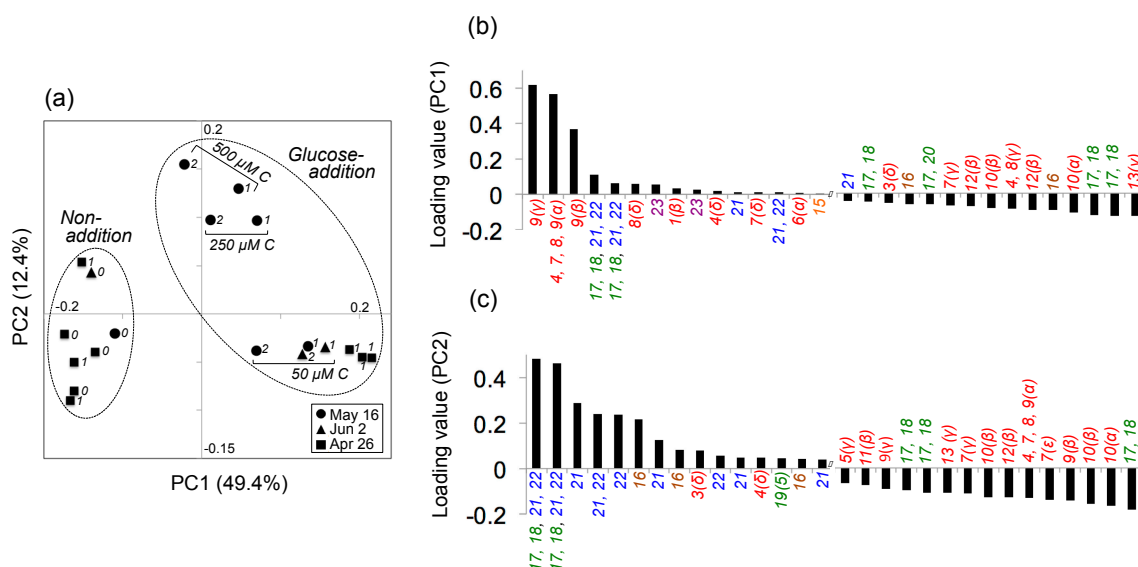 (a)
0.2
500 µM C
Glucose-
addition
2
1
2
1
250 µM C
Non-
addition
1
0
-0.2
0.2
0
0
0
1
0
1
2
1
2
1
1
1
1
50 µM C
May 16
Jun 2
Apr 26
-0.15
PC2 (12.4%)
PC1 (49.4%)
(b)
Loading value (PC1)
0.6
0.4
0.2
0
-0.2
9(γ)
4, 7, 8, 9(α)
9(β)
17, 18, 21, 22
17, 18, 21, 22
8(δ)
23
1(β)
23
4(δ)
21
7(δ)
21, 22
6(α)
15
21
17, 18
3(δ)
16
17, 20
7(γ)
12(β)
10(β)
4, 8(γ)
12(β)
16
10(α)
17, 18
17, 18
13(γ)
(c)
Loading value (PC2)
0.4
0.2
0
-0.2
17, 18, 21, 22
17, 18, 21, 22
21
21, 22
22
16
21
16
3(δ)
22
21
4(δ)
19(5)
16
21
5(γ)
11(β)
9(γ)
17, 18
17, 18
13 (γ)
7(γ)
10(β)
12(β)
4, 7, 8, 9(α)
7(ε)
9(β)
10(β)
10(α)
17, 18